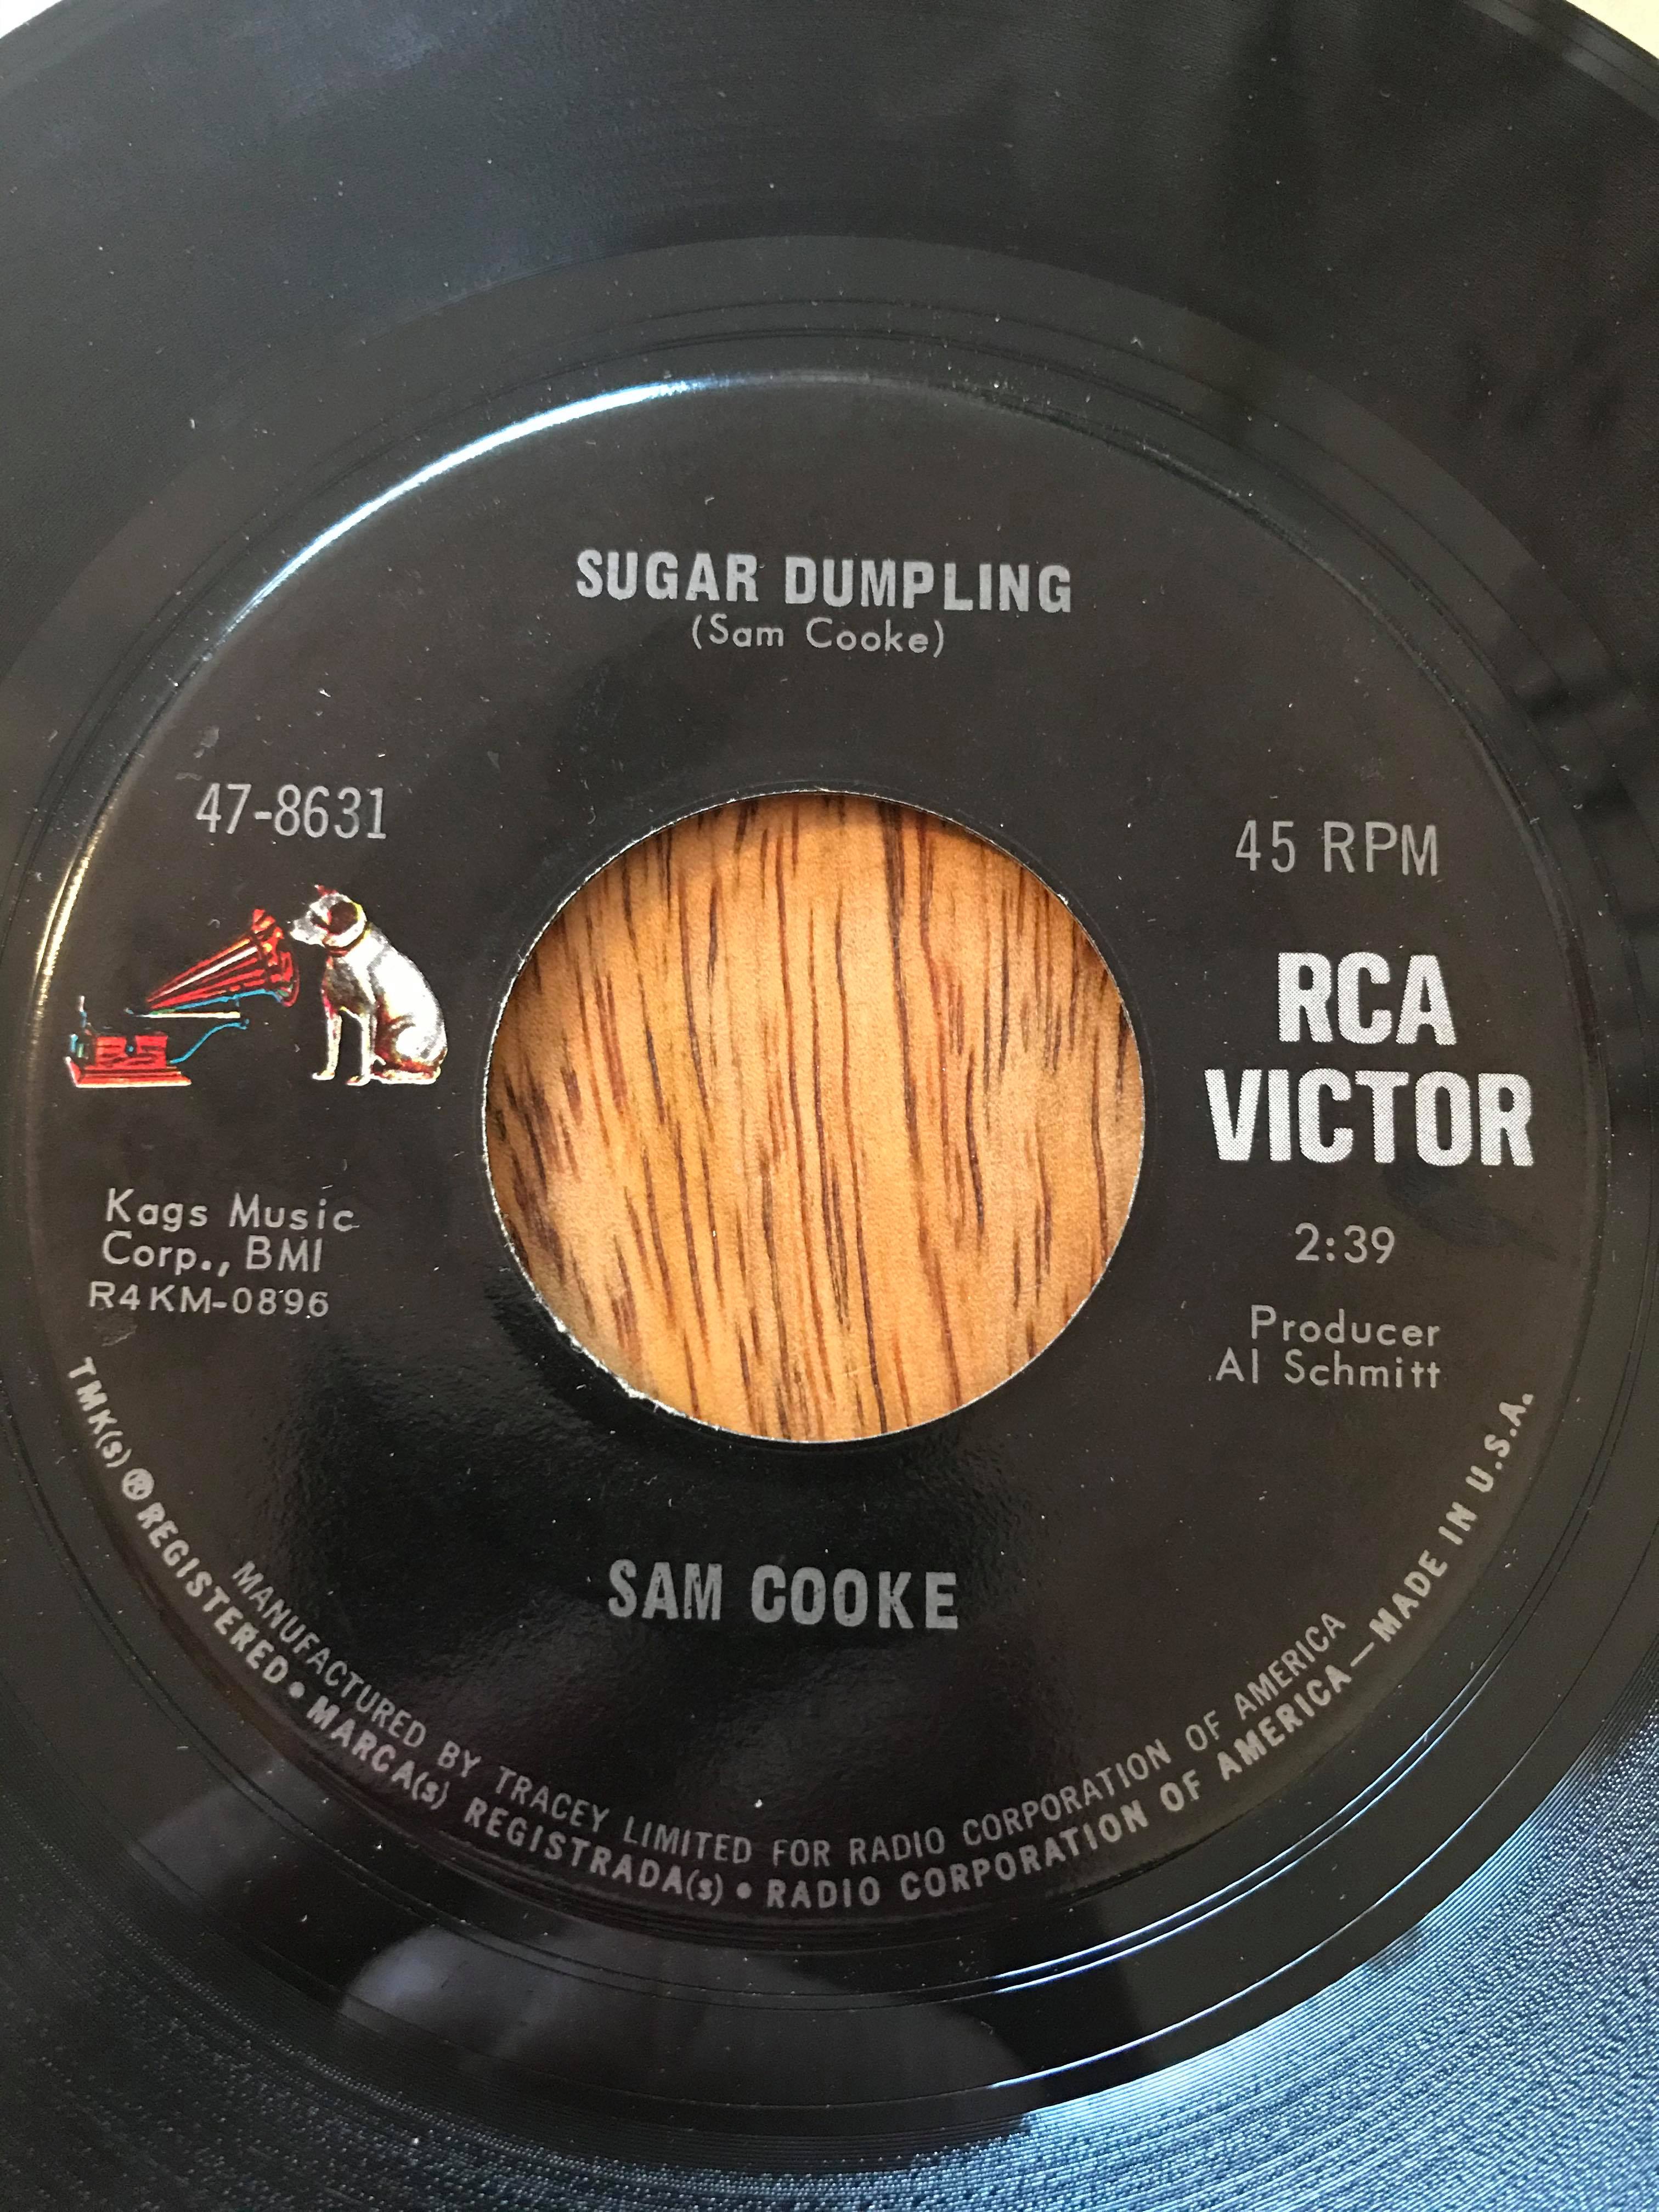 SUGAR DUMPLING
(Sam Cooke)
47-8631
45 RPM
RCA
VICTOR
Kags Music
Corp., BMI
R4KM-0896
2:39
Producer
Al Schmitt
SAM COOKE
MANUFACTURED BY TRACEY LIMITED FOR RADIO CORPORATION OF AMERICA
TMK(s) ® REGISTERED • MARCA(s) REGISTRADA(s) • RADIO CORPORATION OF AMERICA—MADE IN U.S.A.